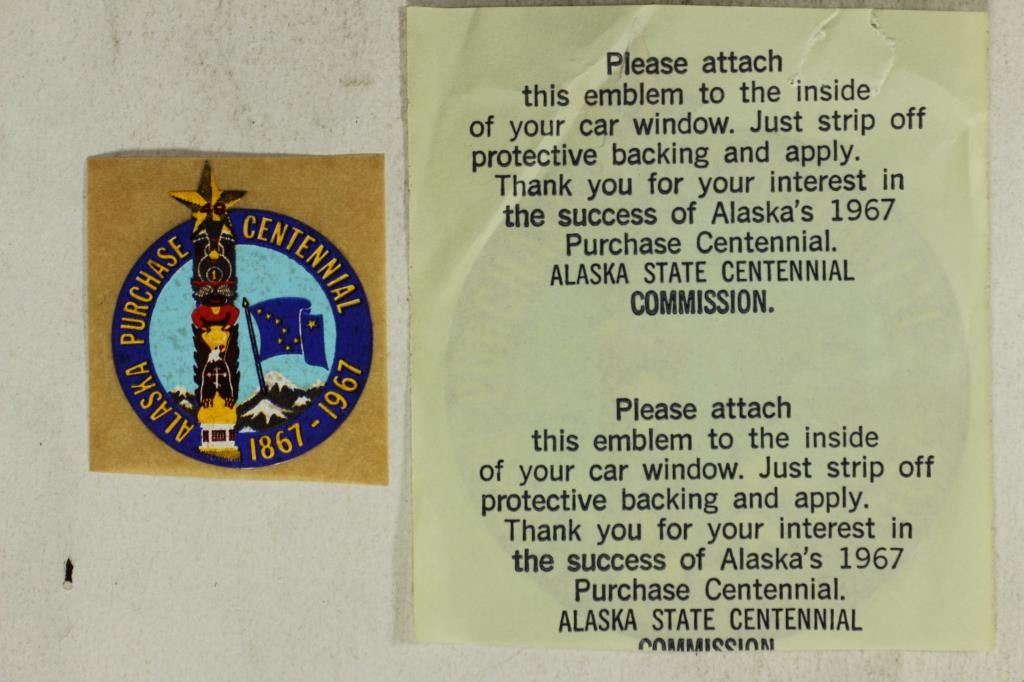 ALASKA PURCHASE CENTENNIAL
1867-1967
Please attach
this emblem to the inside
of your car window. Just strip off
protective backing and apply.
Thank you for your interest in
the success of Alaska's 1967
Purchase Centennial.
ALASKA STATE CENTENNIAL
COMMISSION.
Please attach
this emblem to the inside
of your car window. Just strip off
protective backing and apply.
Thank you for your interest in
the success of Alaska's 1967
Purchase Centennial.
ALASKA STATE CENTENNIAL
COMMISSION